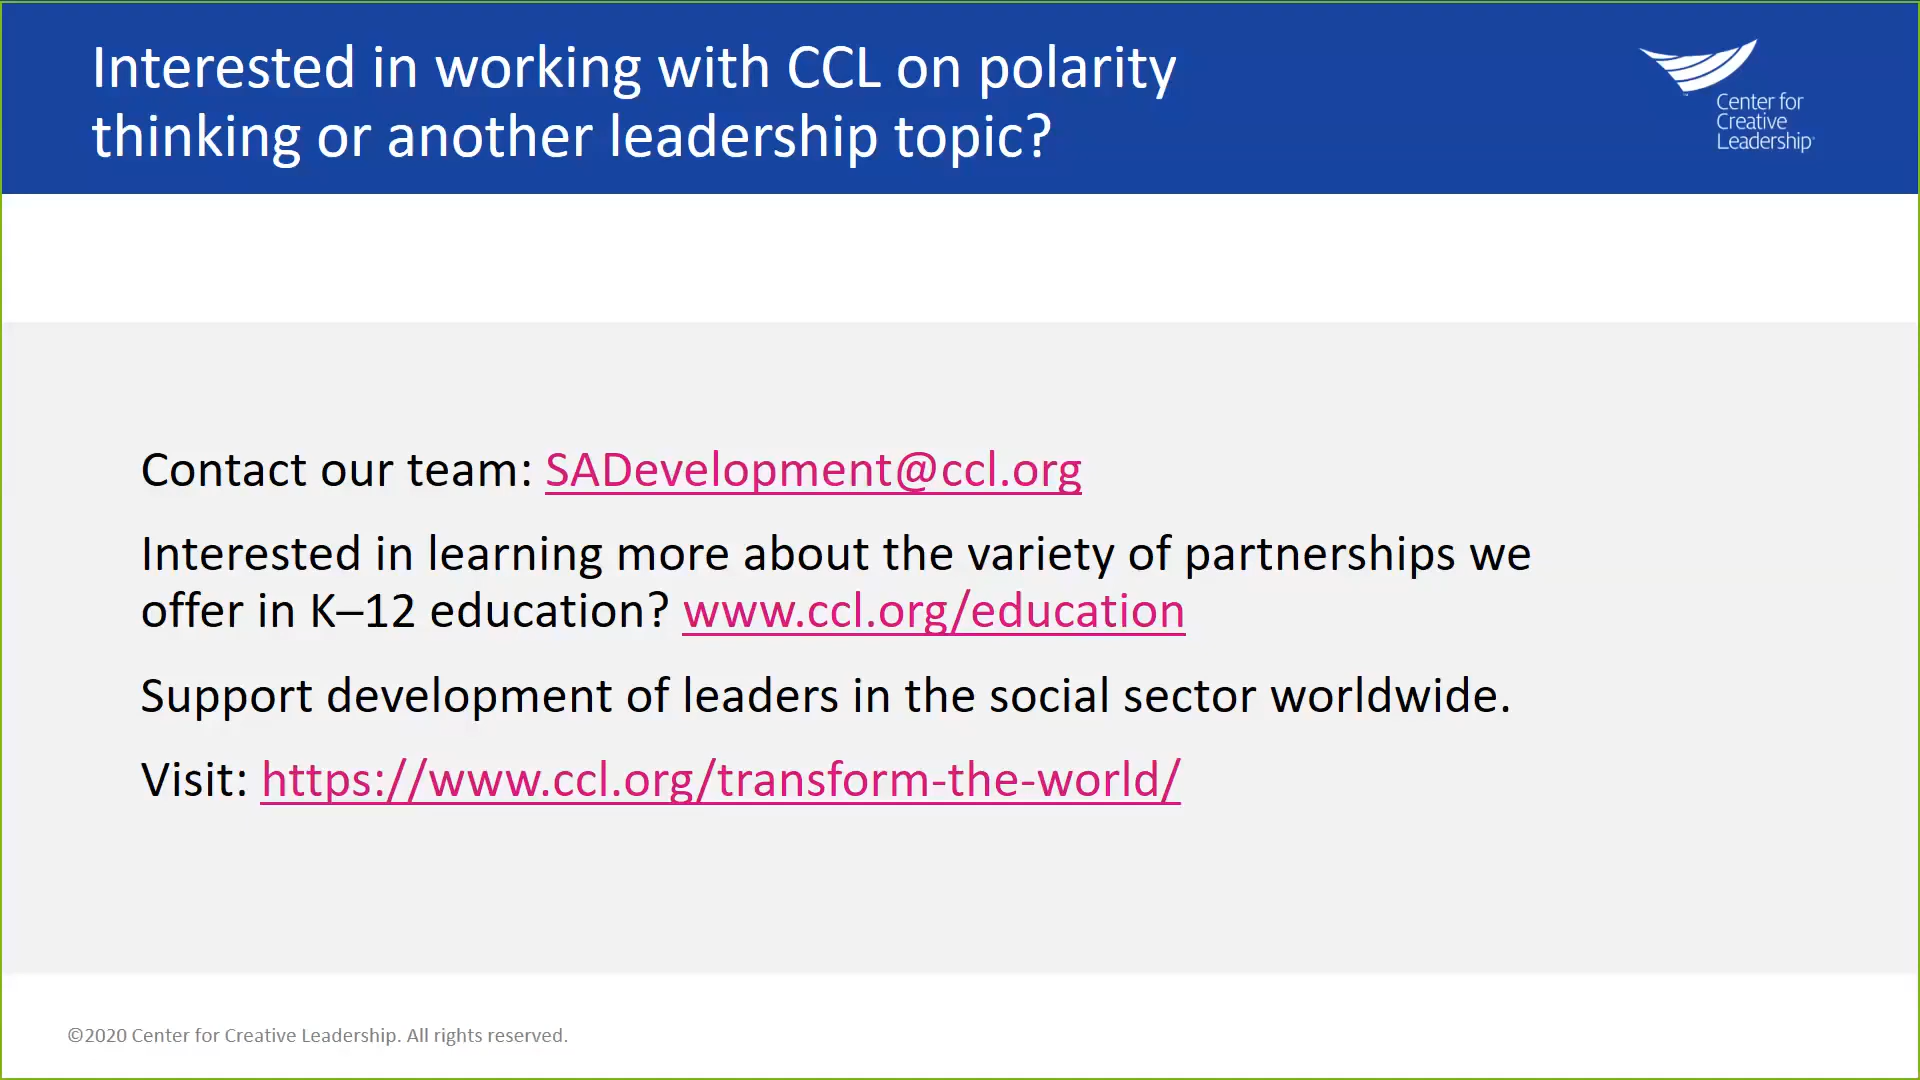 Interested in working with CCL on polarity
thinking or another leadership topic?
Center for
Creative
Leadership
Contact our team: SADevelopment@ccl.org
Interested in learning more about the variety of partnerships we
offer in K–12 education? www.ccl.org/education
Support development of leaders in the social sector worldwide.
Visit: https://www.ccl.org/transform-the-world/
©2020 Center for Creative Leadership. All rights reserved.